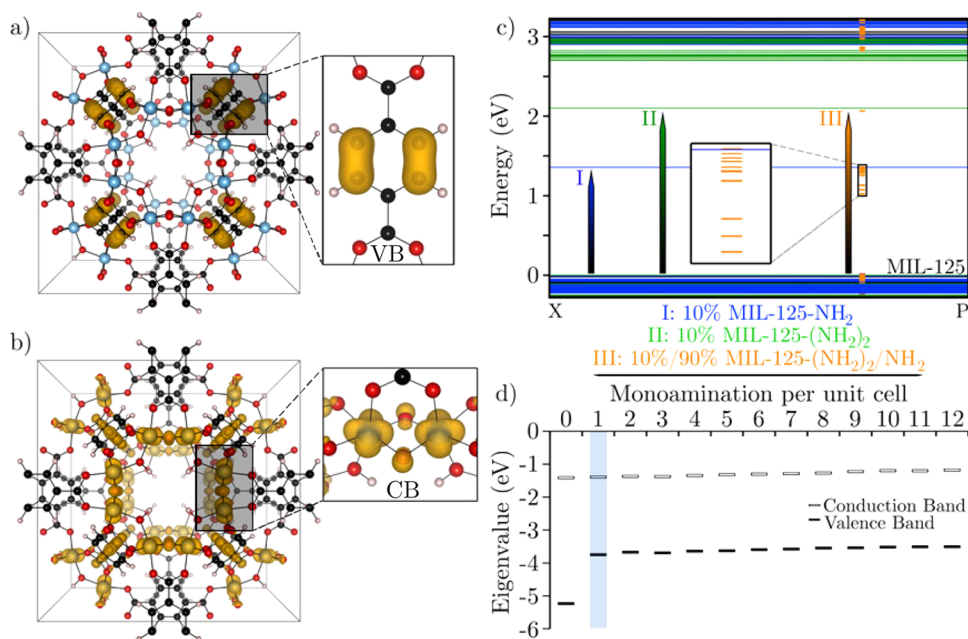 a)
VB
b)
CB
c)
Energy (eV)
3
2
1
0
I
II
III
MIL-125
X
P
I: 10% MIL-125-NH₂
II: 10% MIL-125-(NH₂)₂
III: 10%/90% MIL-125-(NH₂)₂/NH₂
d)
Monoamination per unit cell
0 1 2 3 4 5 6 7 8 9 10 11 12
Eigenvalue (eV)
0
-1
-2
-3
-4
-5
-6
Conduction Band
Valence Band